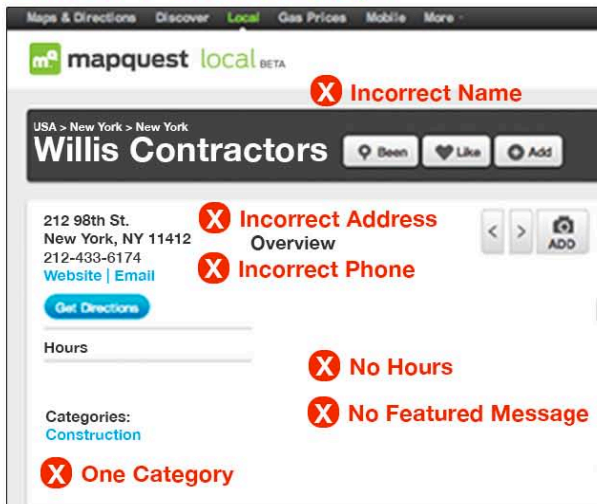 Maps & Directions Discover Local Gas Prices Mobile More
mq mapquest local BETA
X Incorrect Name
USA > New York > New York
Willis Contractors Been Like Add
212 98th St. X Incorrect Address
New York, NY 11412 Overview ADD
212-433-6174 X Incorrect Phone
Website | Email
Get Directions
Hours
X No Hours
X No Featured Message
Categories:
Construction
X One Category